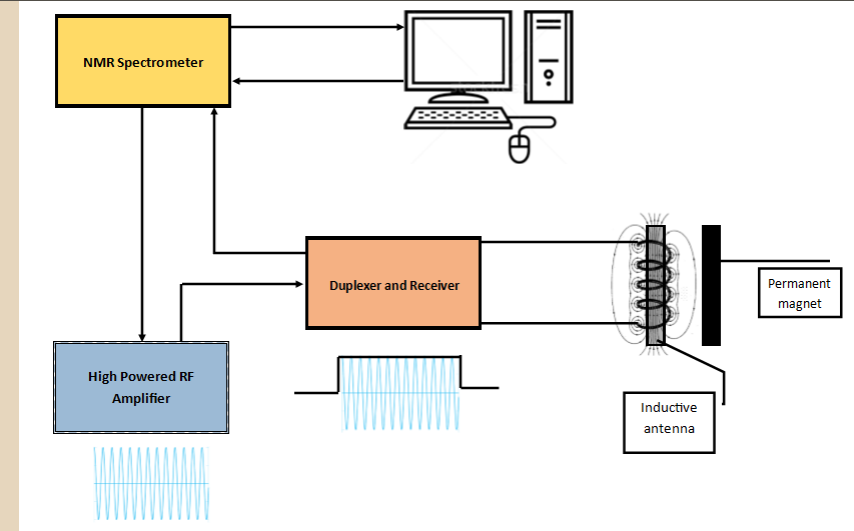 NMR Spectrometer
Duplexer and Receiver
Permanent
magnet
High Powered RF
Amplifier
Inductive
antenna